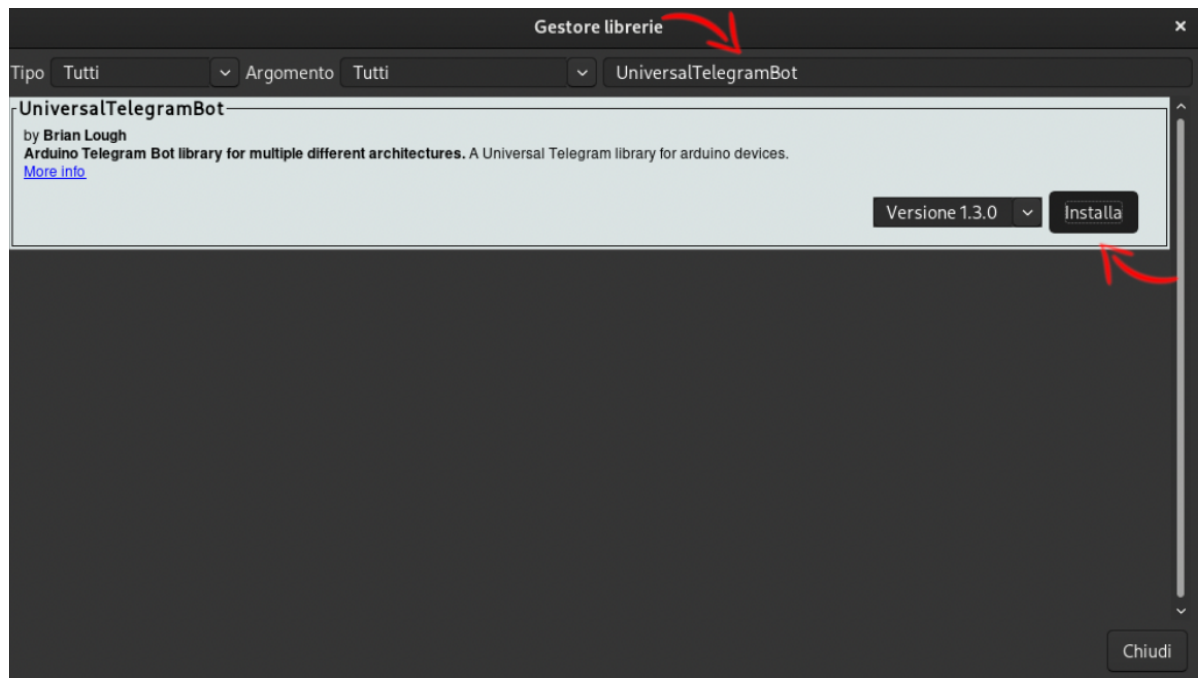 Gestore librerie ×
Tipo Tutti Argomento Tutti UniversalTelegramBot
UniversalTelegramBot
by Brian Lough
Arduino Telegram Bot library for multiple different architectures. A Universal Telegram library for arduino devices.
More info
Versione 1.3.0 Installa
Chiudi